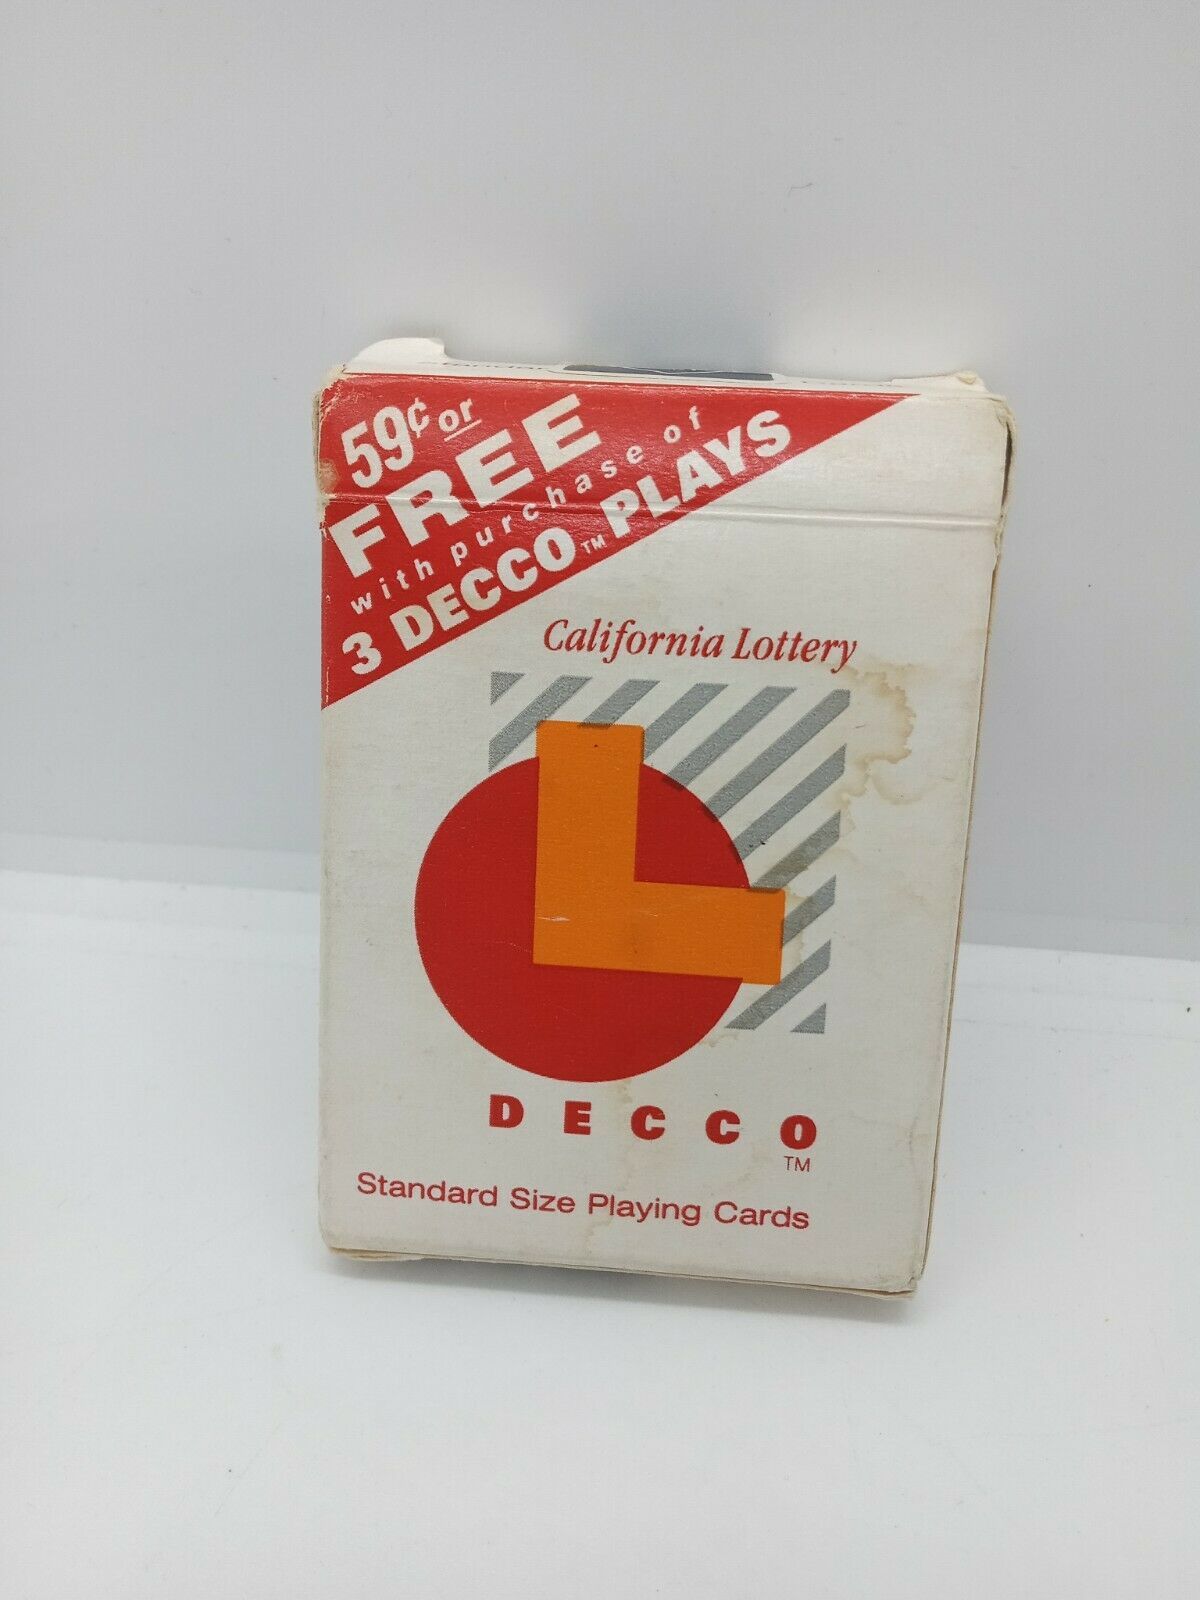 59¢ or
FREE
with purchase of
3 DECCO™ PLAYS
California Lottery
DECCO
TM
Standard Size Playing Cards